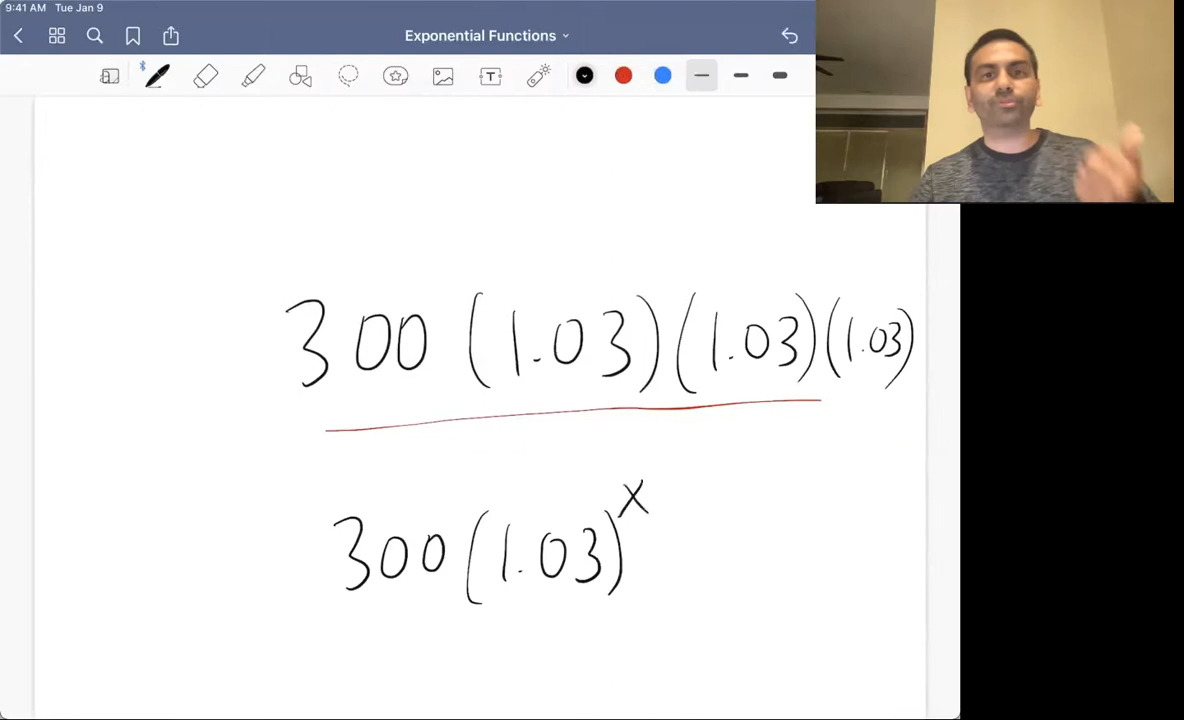 9:41 AM Tue Jan 9
Exponential Functions
T
300 (1.03)(1.03)(1.03)
300(1.03)^x